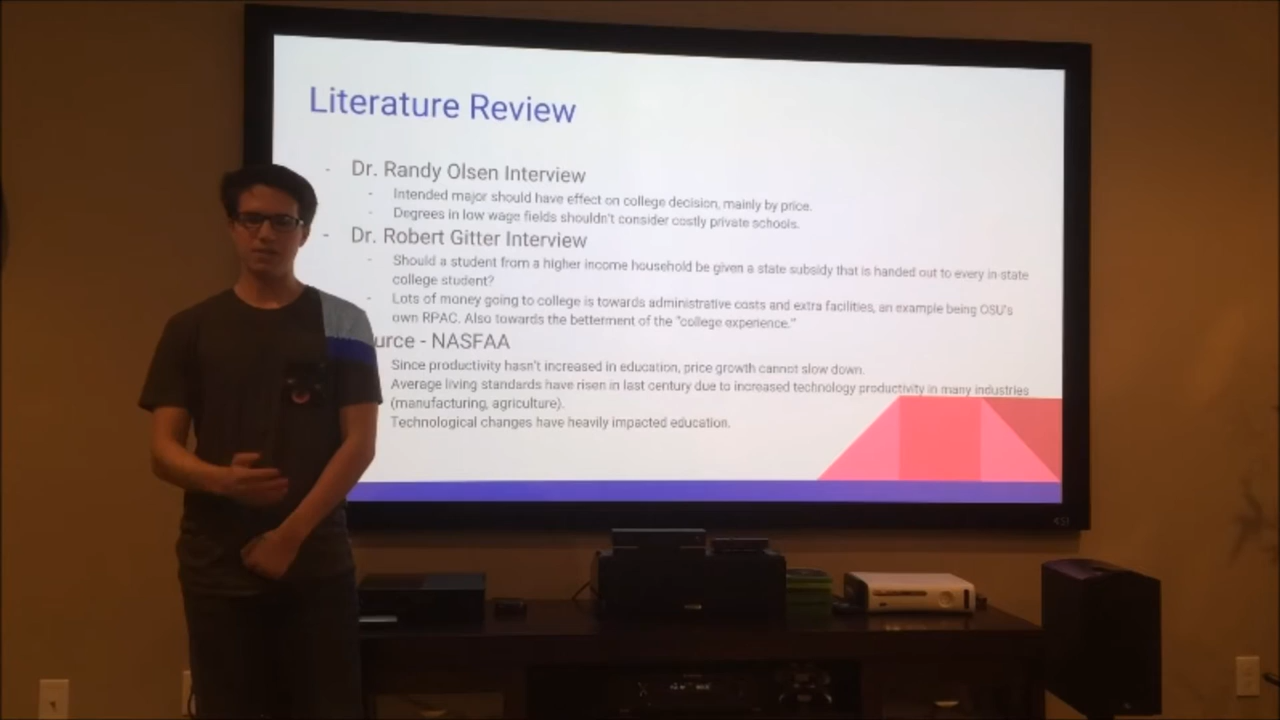 Literature Review
- Dr. Randy Olsen Interview
- Intended major should have effect on college decision, mainly by price.
- Degrees in low wage fields shouldn't consider costly private schools.
- Dr. Robert Gitter Interview
- Should a student from a higher income household be given a state subsidy that is handed out to every in-state
college student?
- Lots of money going to college is towards administrative costs and extra facilities, an example being OSU's
own RPAC. Also towards the betterment of the "college experience."
urce - NASFAA
Since productivity hasn't increased in education, price growth cannot slow down.
Average living standards have risen in last century due to increased technology productivity in many industries
(manufacturing, agriculture).
Technological changes have heavily impacted education.